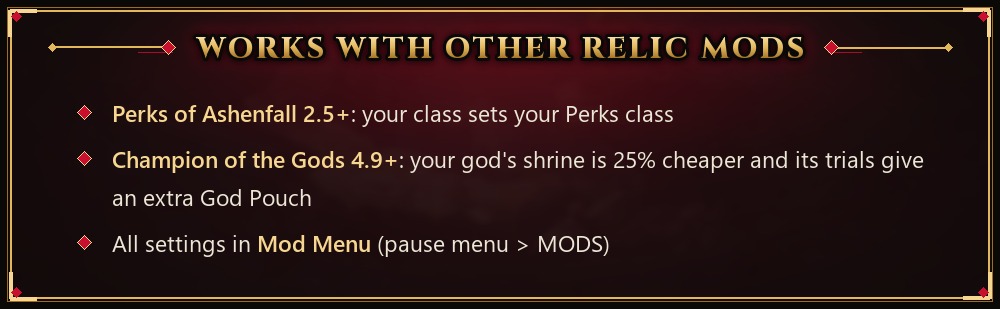 WORKS WITH OTHER RELIC MODS
Perks of Ashenfall 2.5+: your class sets your Perks class
Champion of the Gods 4.9+: your god's shrine is 25% cheaper and its trials give
an extra God Pouch
All settings in Mod Menu (pause menu > MODS)